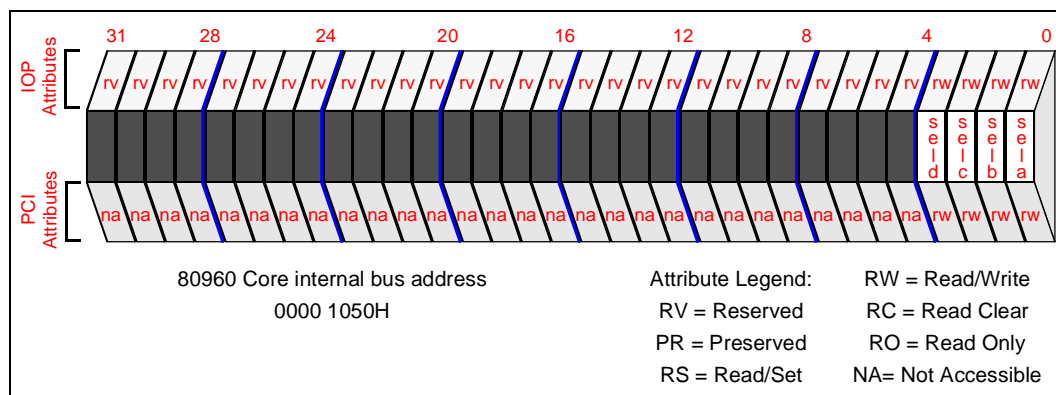 31 28 24 20 16 12 8 4 0
IOP
Attributes
rv rv rv rv rv rv rv rv rv rv rv rv rv rv rv rv rv rv rv rv rv rv rv rv rv rv rv rv rw rw rw rw
sel d sel c sel b sel a
PCI
Attributes
na na na na na na na na na na na na na na na na na na na na na na na na na na na na rw rw rw rw
80960 Core internal bus address
0000 1050H
Attribute Legend:
RV = Reserved
PR = Preserved
RS = Read/Set
RW = Read/Write
RC = Read Clear
RO = Read Only
NA= Not Accessible